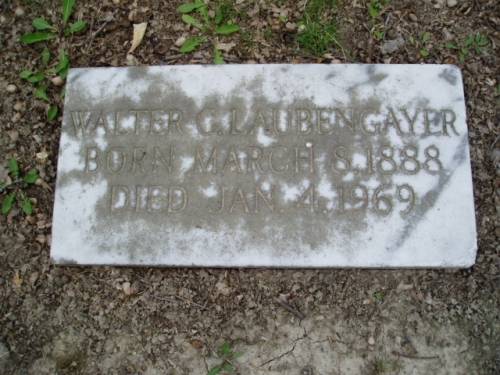 WALTER C. LAUBENGAYER
BORN MARCH 8, 1888
DIED JAN. 4, 1969